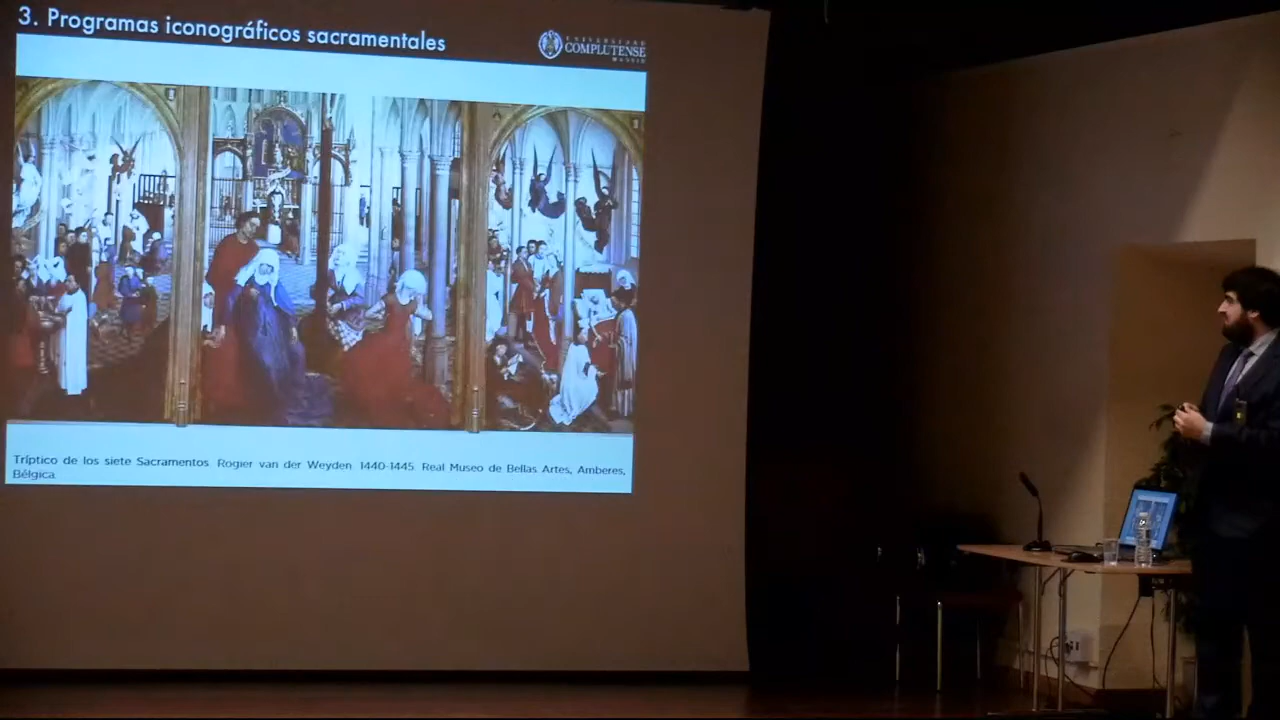 3. Programas iconográficos sacramentales
UNIVERSIDAD
COMPLUTENSE
MADRID
Tríptico de los siete Sacramentos. Rogier van der Weyden. 1440-1445. Real Museo de Bellas Artes, Amberes,
Bélgica.